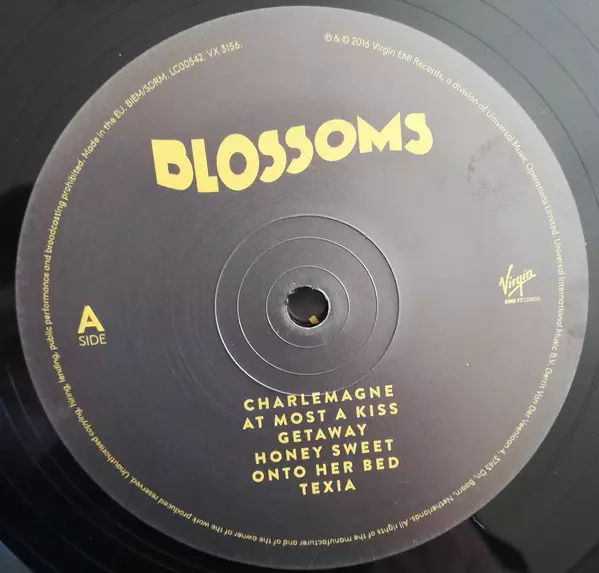 BLOSSOMS
A
SIDE
Virgin
EMI RECORDS
CHARLEMAGNE
AT MOST A KISS
GETAWAY
HONEY SWEET
ONTO HER BED
TEXIA
℗ & © 2016 Virgin EMI Records, a division of Universal Music Operations Limited. Universal International Music B.V. Gerrit Van Der Veenlaan 4, 3743 Dn, Baarn, Netherlands. All rights of the manufacturer and of the owner of the work produced reserved. Unauthorised copying, hiring, lending, public performance and broadcasting prohibited. Made in the EU. BIEM/SDRM. LC00542. VX 3156.